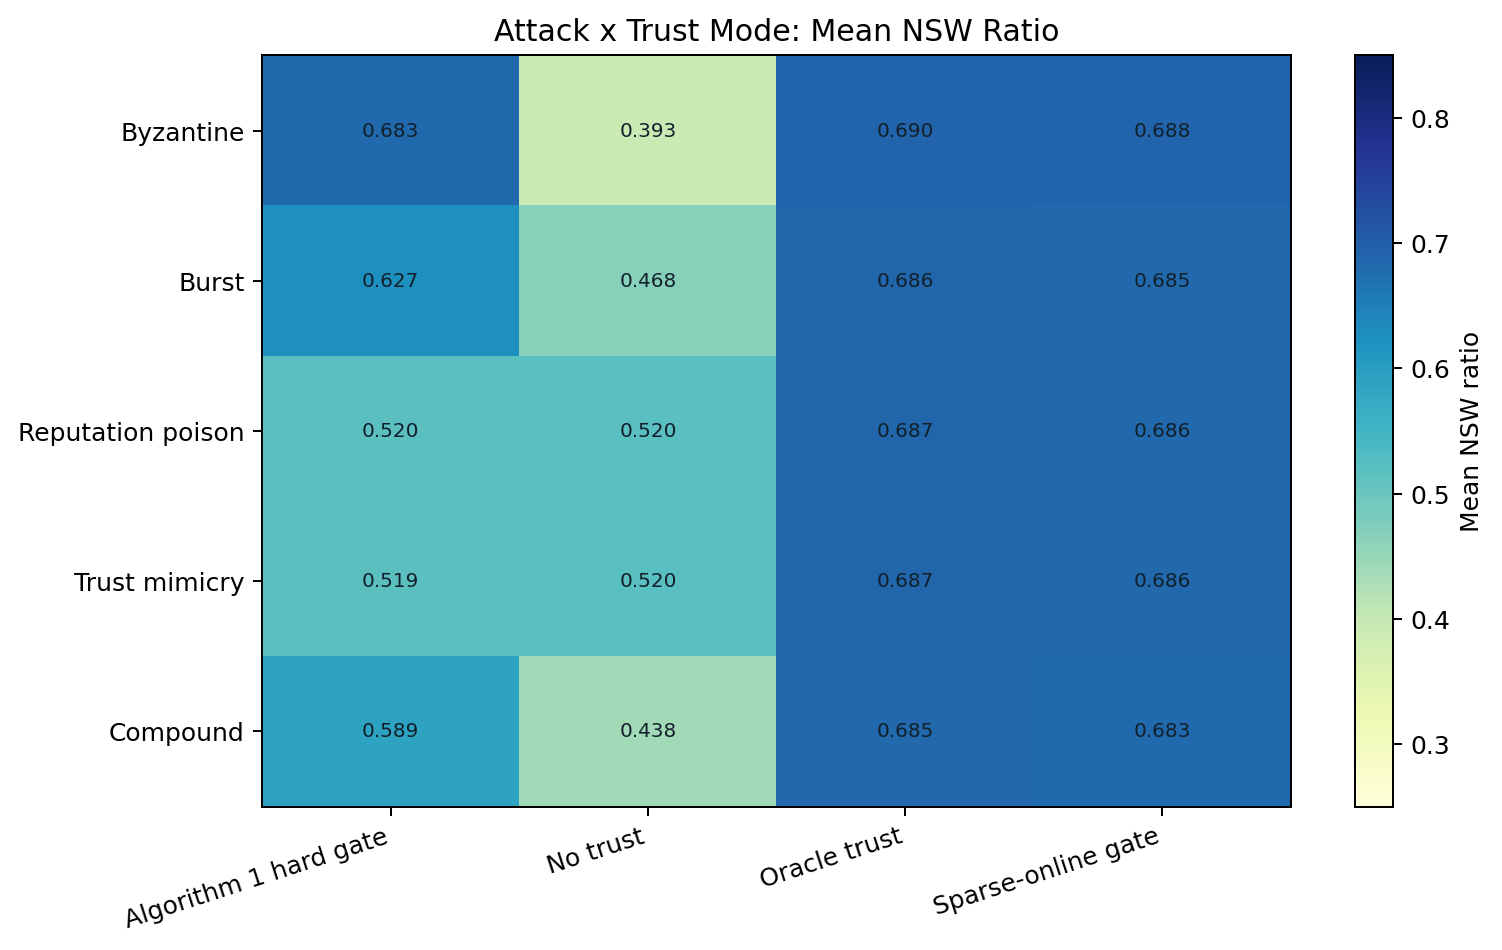 Attack x Trust Mode: Mean NSW Ratio
Byzantine 0.683 0.393 0.690 0.688
Burst 0.627 0.468 0.686 0.685
Reputation poison 0.520 0.520 0.687 0.686
Trust mimicry 0.519 0.520 0.687 0.686
Compound 0.589 0.438 0.685 0.683
Algorithm 1 hard gate No trust Oracle trust Sparse-online gate
0.8
0.7
0.6
0.5
0.4
0.3
Mean NSW ratio